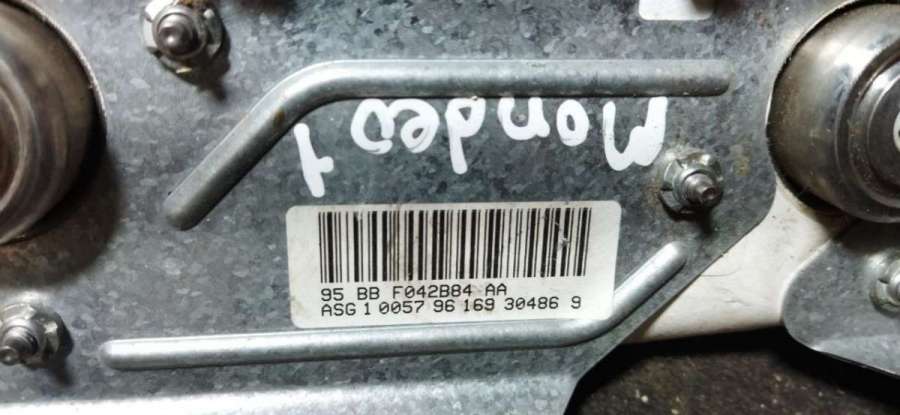 Mondeo 1
95 BB F042B84 AA
ASG 1 0057 96 169 30486 9